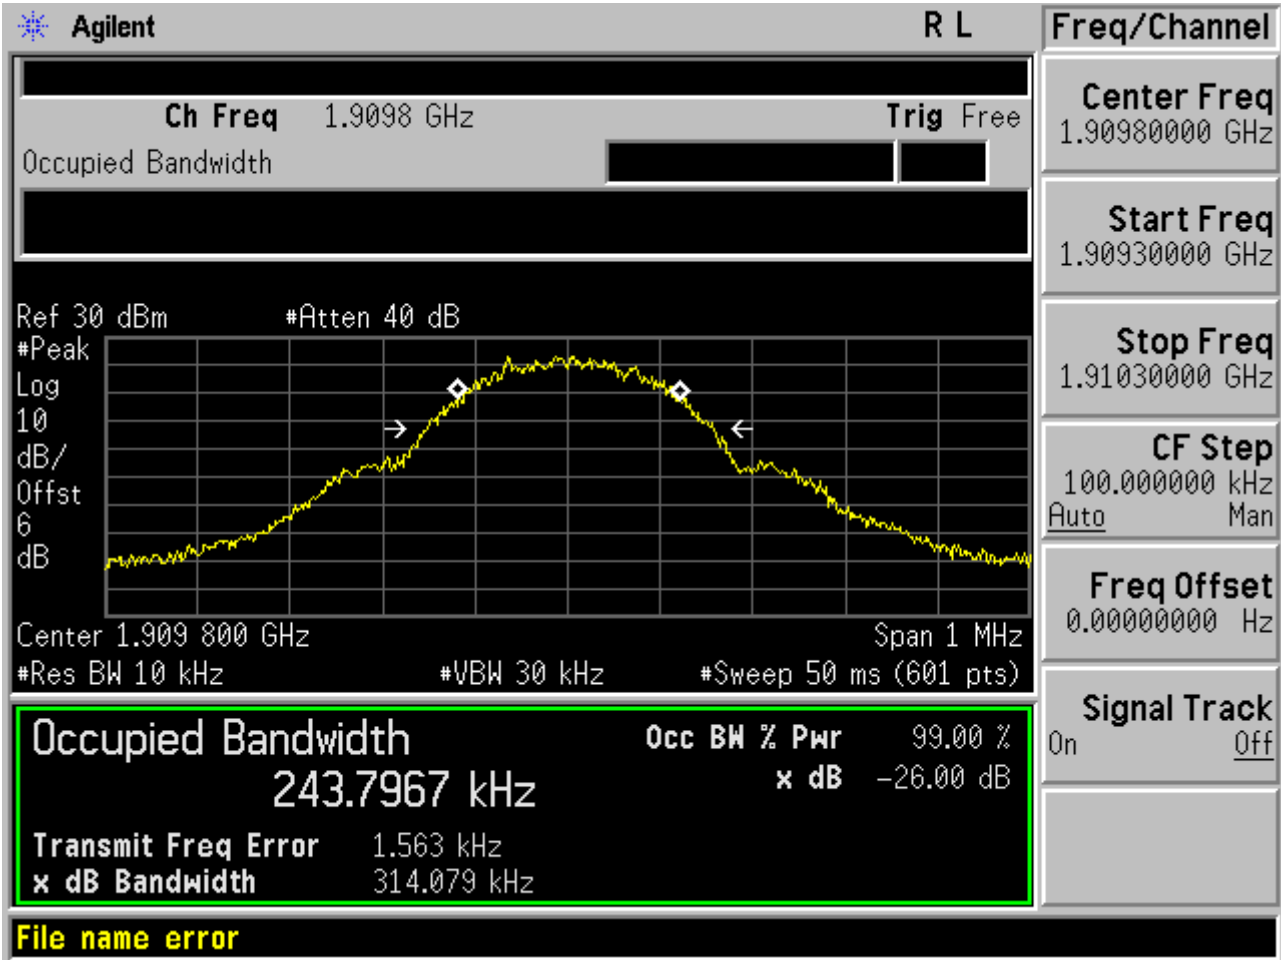 Agilent R L Freq/Channel
Ch Freq 1.9098 GHz Trig Free
Occupied Bandwidth
Center Freq
1.90980000 GHz
Start Freq
1.90930000 GHz
Stop Freq
1.91030000 GHz
CF Step
100.000000 kHz
Auto Man
Freq Offset
0.00000000 Hz
Signal Track
On Off
Ref 30 dBm #Atten 40 dB
#Peak
Log
10
dB/
Offst
6
dB
Center 1.909 800 GHz Span 1 MHz
#Res BW 10 kHz #VBW 30 kHz #Sweep 50 ms (601 pts)
Occupied Bandwidth Occ BW % Pwr 99.00 %
243.7967 kHz x dB -26.00 dB
Transmit Freq Error 1.563 kHz
x dB Bandwidth 314.079 kHz
File name error